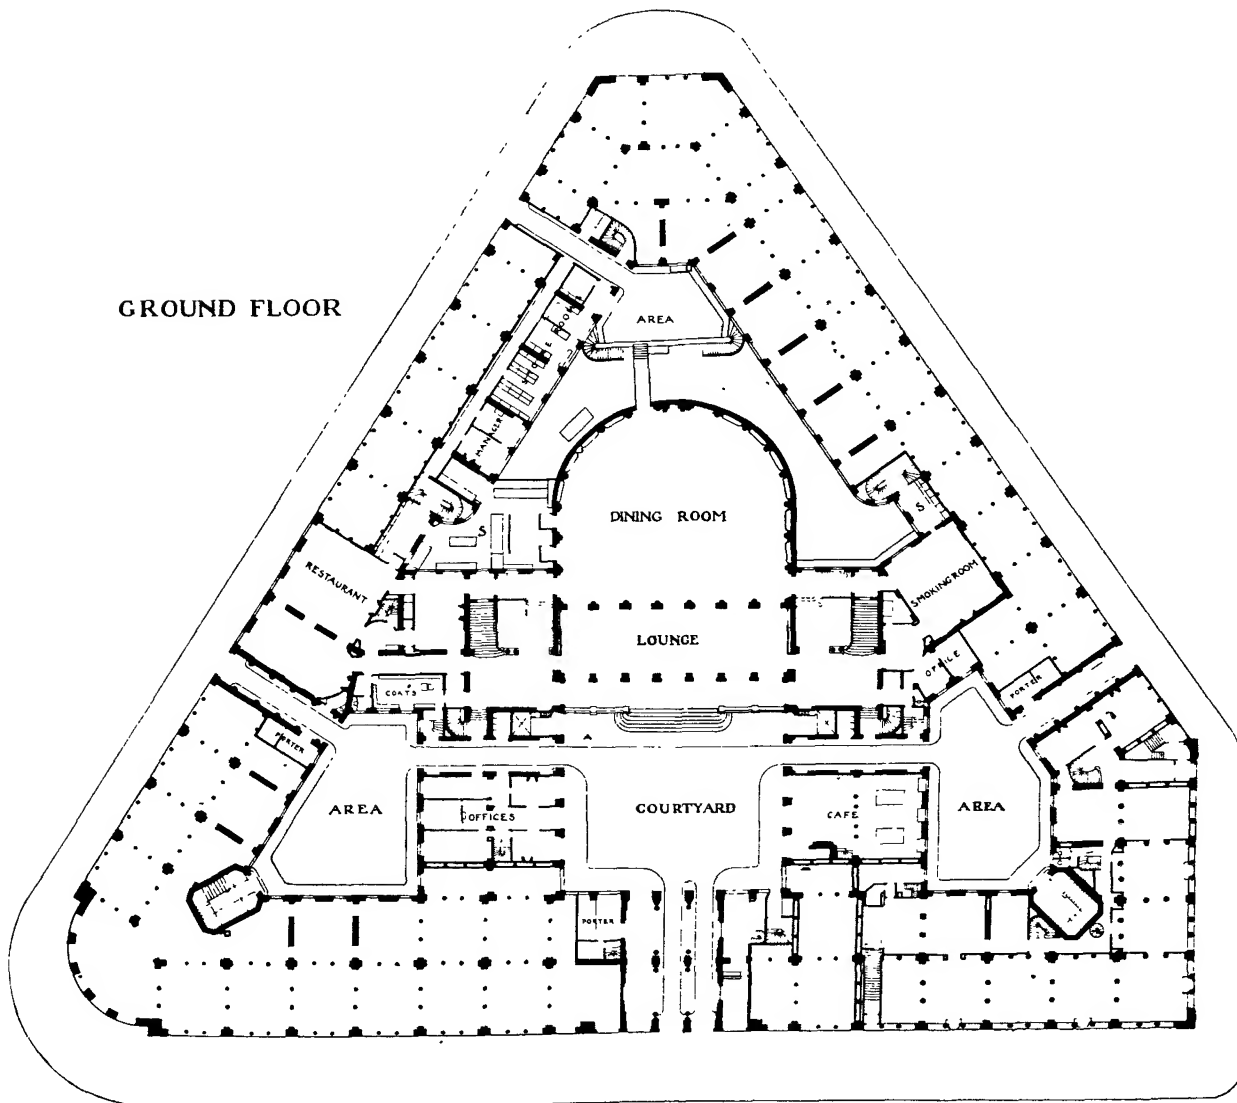 GROUND FLOOR
AREA
MANAGER
DINING ROOM
S
S
RESTAURANT
SMOKING ROOM
LOUNGE
OFFICE
COATS
PORTER
PORTER
AREA
OFFICES
COURTYARD
CAFE
AREA
PORTER